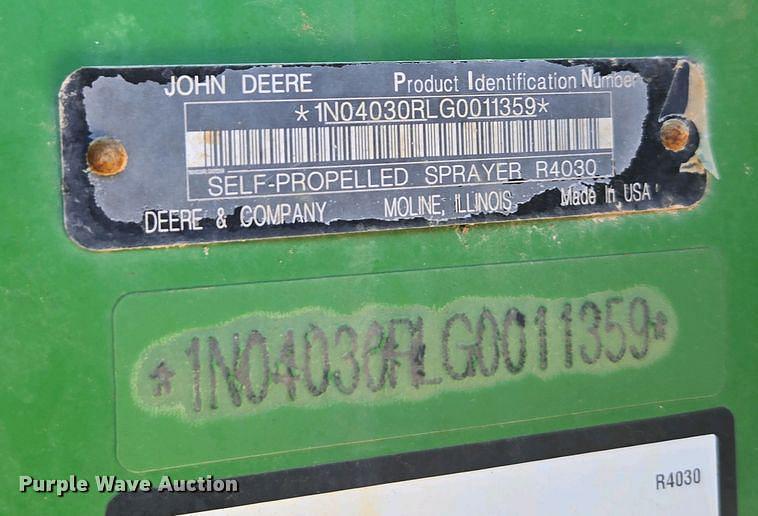 JOHN DEERE Product Identification Number
*1N04030RLG0011359*
SELF-PROPELLED SPRAYER R4030
DEERE & COMPANY MOLINE, ILLINOIS Made In USA
*1N04030RLG0011359*
R4030
Purple Wave Auction